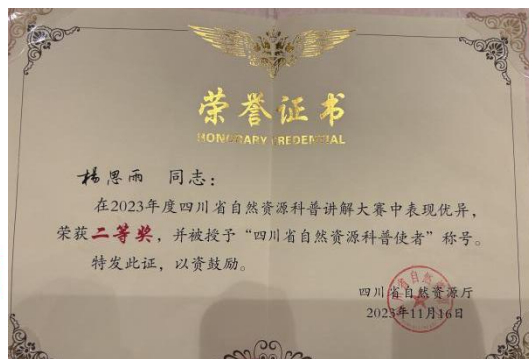 荣誉证书
HONORARY CREDENTIAL
楊思雨 同志：
在2023年度四川省自然资源科普讲解大赛中表现优异，
荣获二等奖，并被授予“四川省自然资源科普使者”称号。
特发此证，以资鼓励。
四川省自然资源厅
2023年11月16日